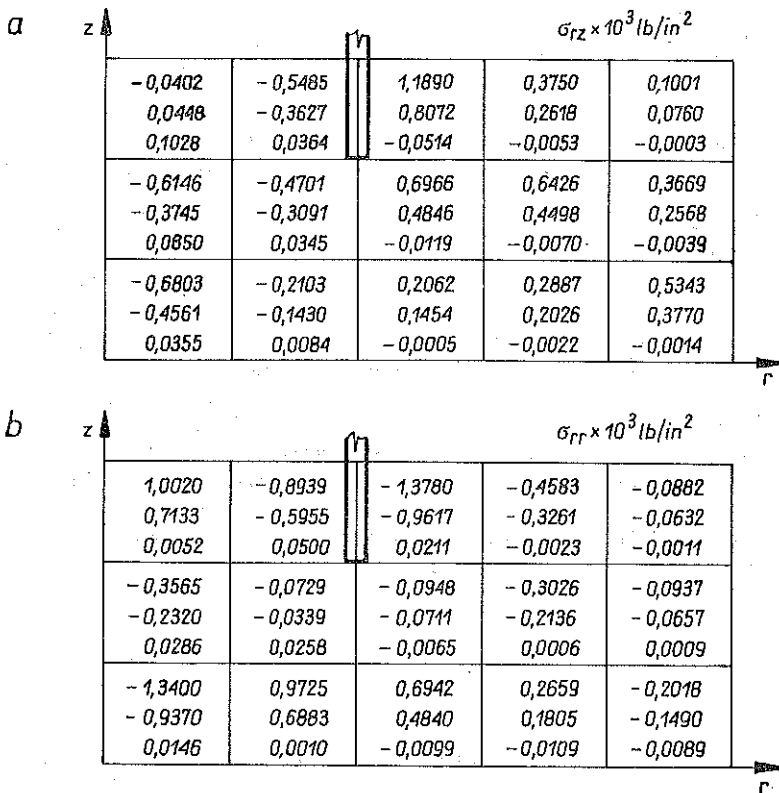 a
z
σrz × 10³ lb/in²
- 0,0402 - 0,5485 1,1890 0,3750 0,1001
0,0448 - 0,3627 0,8072 0,2618 0,0760
0,1028 0,0364 - 0,0514 - 0,0053 - 0,0003
- 0,6146 - 0,4701 0,6966 0,6426 0,3669
- 0,3745 - 0,3091 0,4846 0,4498 0,2568
0,0850 0,0345 - 0,0119 - 0,0070 - 0,0039
- 0,6803 - 0,2103 0,2062 0,2887 0,5343
- 0,4561 - 0,1430 0,1454 0,2026 0,3770
0,0355 0,0084 - 0,0005 - 0,0022 - 0,0014
r
b
z
σrr × 10³ lb/in²
1,0020 - 0,8939 - 1,3780 - 0,4583 - 0,0882
0,7133 - 0,5955 - 0,9617 - 0,3261 - 0,0632
0,0052 0,0500 0,0211 - 0,0023 - 0,0011
- 0,3565 - 0,0729 - 0,0948 - 0,3026 - 0,0937
- 0,2320 - 0,0339 - 0,0711 - 0,2136 - 0,0657
0,0286 0,0258 - 0,0065 0,0006 0,0009
- 1,3400 0,9725 0,6942 0,2659 - 0,2018
- 0,9370 0,6883 0,4840 0,1805 - 0,1490
0,0146 0,0010 - 0,0099 - 0,0109 - 0,0089
r